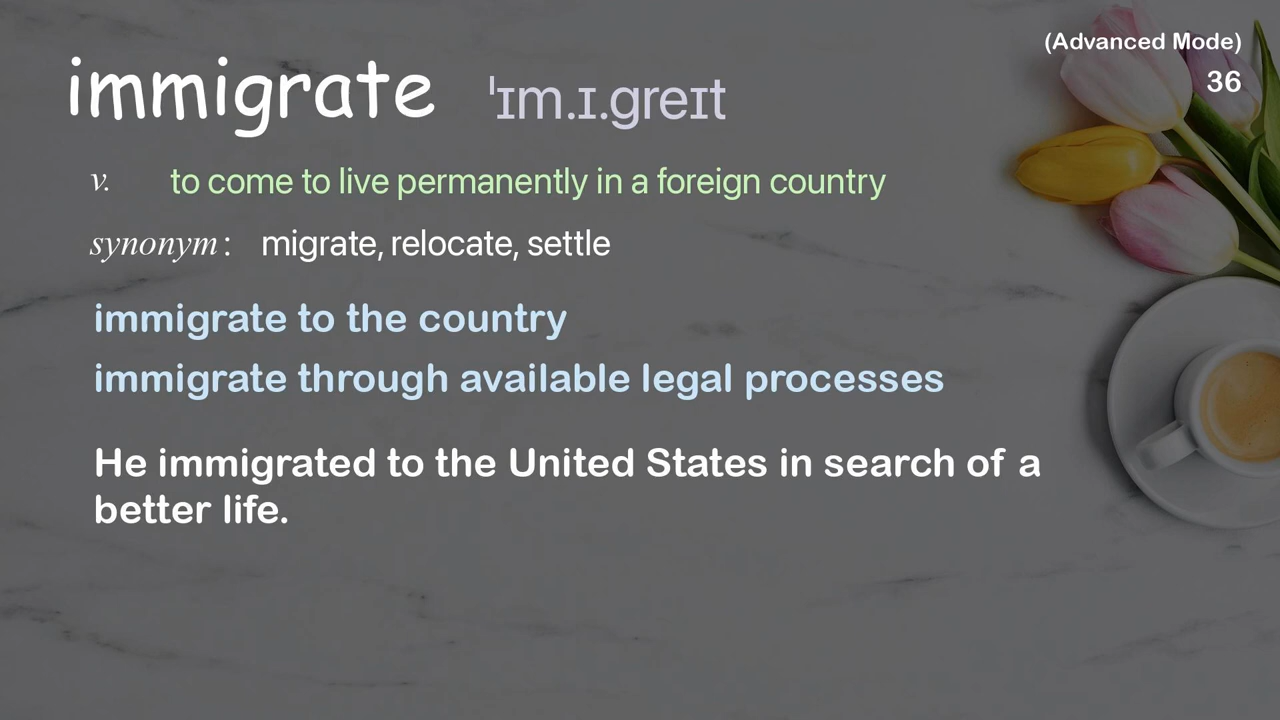 (Advanced Mode)
36
immigrate ˈɪm.ɪ.greɪt
v. to come to live permanently in a foreign country
synonym: migrate, relocate, settle
immigrate to the country
immigrate through available legal processes
He immigrated to the United States in search of a
better life.